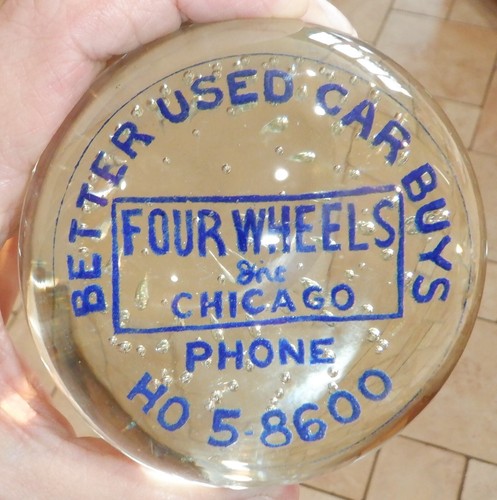 BETTER USED CAR BUYS
FOUR WHEELS
Inc
CHICAGO
PHONE
HO 5-8600